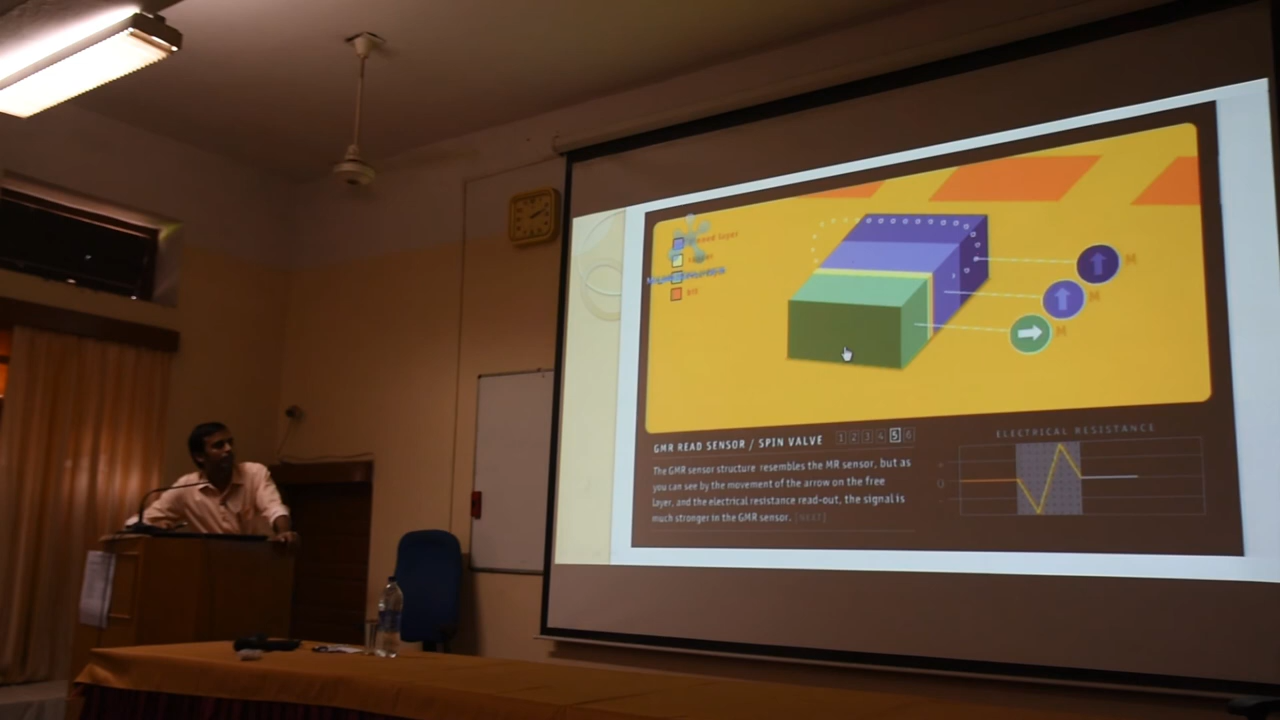 layer
M
M
M
GMR READ SENSOR / SPIN VALVE 1 2 3 4 5 6
The GMR sensor structure resembles the MR sensor, but as
you can see by the movement of the arrow on the free
layer, and the electrical resistance read-out, the signal is
much stronger in the GMR sensor. [NEXT]
ELECTRICAL RESISTANCE
+
0